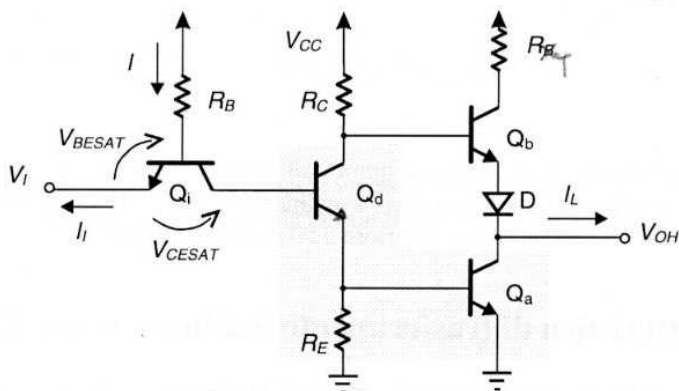 I
V_CC
R_B
R_C
V_BESAT
Q_b
V_I
Q_i
Q_d
D
I_L
I_I
V_CESAT
V_OH
Q_a
R_E